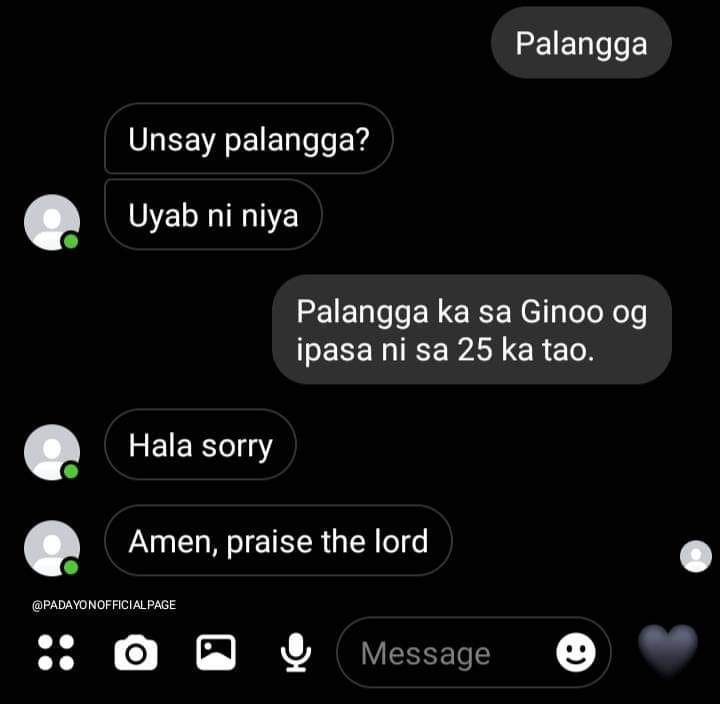 Palangga
Unsay palangga?
Uyab ni niya
Palangga ka sa Ginoo og
ipasa ni sa 25 ka tao.
Hala sorry
Amen, praise the lord
@PADAYONOFFICIALPAGE
Message